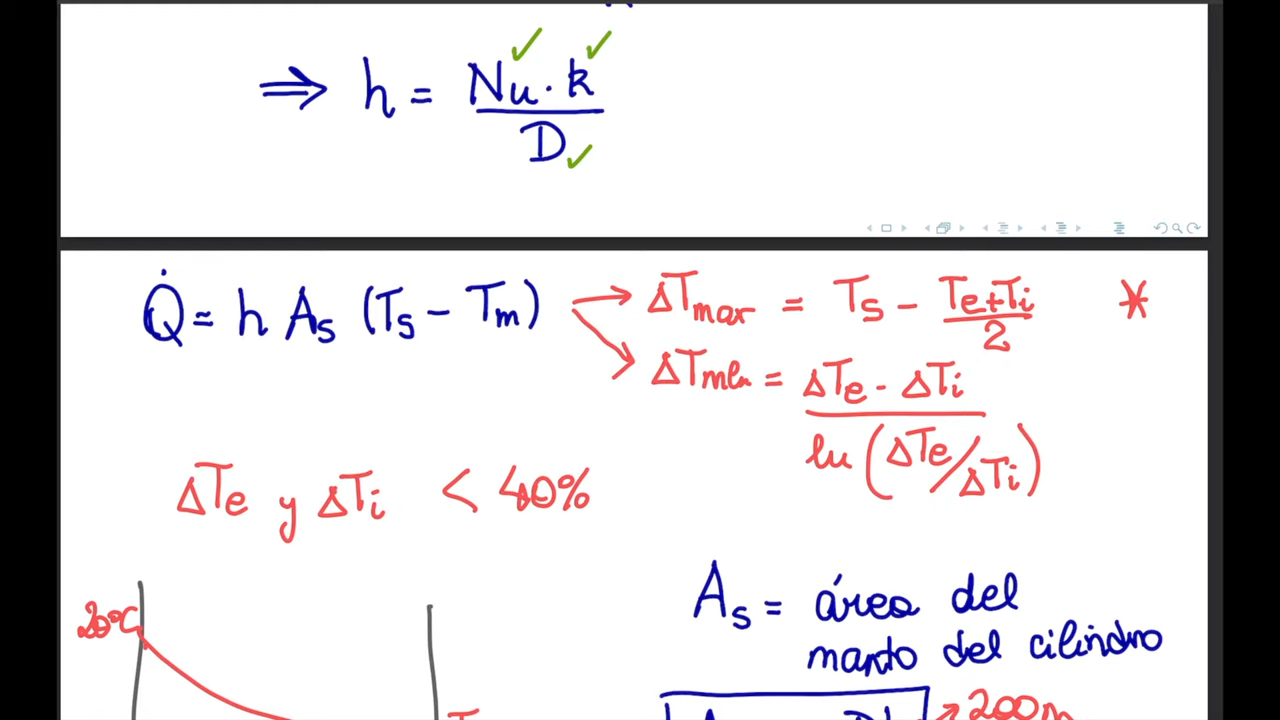 ⇒ h = Nu · k / D
Q̇ = h As (Ts − Tm) → ΔTmar = Ts − (Te + Ti)/2 *
→ ΔTmln = (ΔTe - ΔTi) / ln (ΔTe/ΔTi)
ΔTe y ΔTi < 40%
As = área del
manto del cilindro
20°C
200m